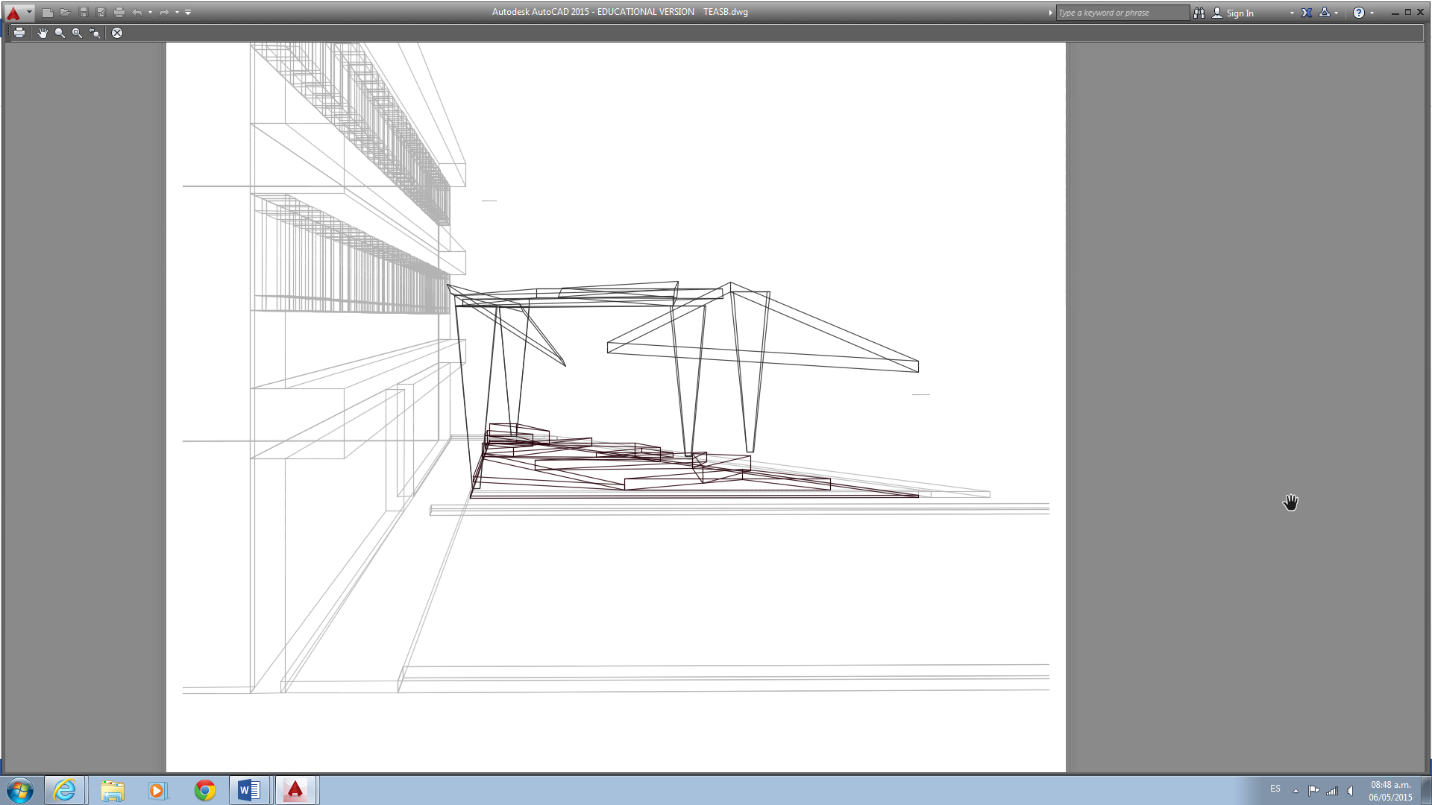 Autodesk AutoCAD 2015 - EDUCATIONAL VERSION TEASB.dwg
Type a keyword or phrase
Sign In
ES
08:48 a.m.
06/05/2015